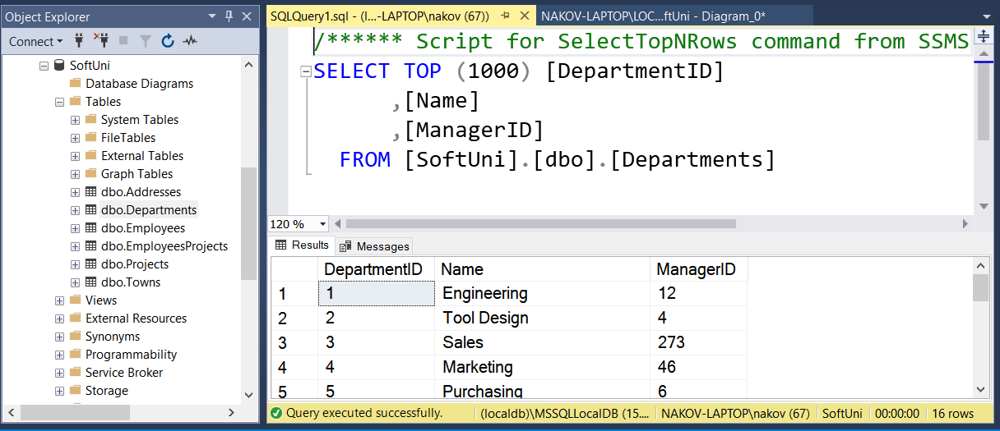 Object Explorer
Connect
SoftUni
Database Diagrams
Tables
System Tables
FileTables
External Tables
Graph Tables
dbo.Addresses
dbo.Departments
dbo.Employees
dbo.EmployeesProjects
dbo.Projects
dbo.Towns
Views
External Resources
Synonyms
Programmability
Service Broker
Storage
SQLQuery1.sql - (l...-LAPTOP\nakov (67)) NAKOV-LAPTOP\LOC...ftUni - Diagram_0*
/****** Script for SelectTopNRows command from SSMS
SELECT TOP (1000) [DepartmentID]
,[Name]
,[ManagerID]
FROM [SoftUni].[dbo].[Departments]
120 %
Results Messages
DepartmentID Name ManagerID
1 1 Engineering 12
2 2 Tool Design 4
3 3 Sales 273
4 4 Marketing 46
5 5 Purchasing 6
Query executed successfully. (localdb)\MSSQLLocalDB (15.... NAKOV-LAPTOP\nakov (67) SoftUni 00:00:00 16 rows